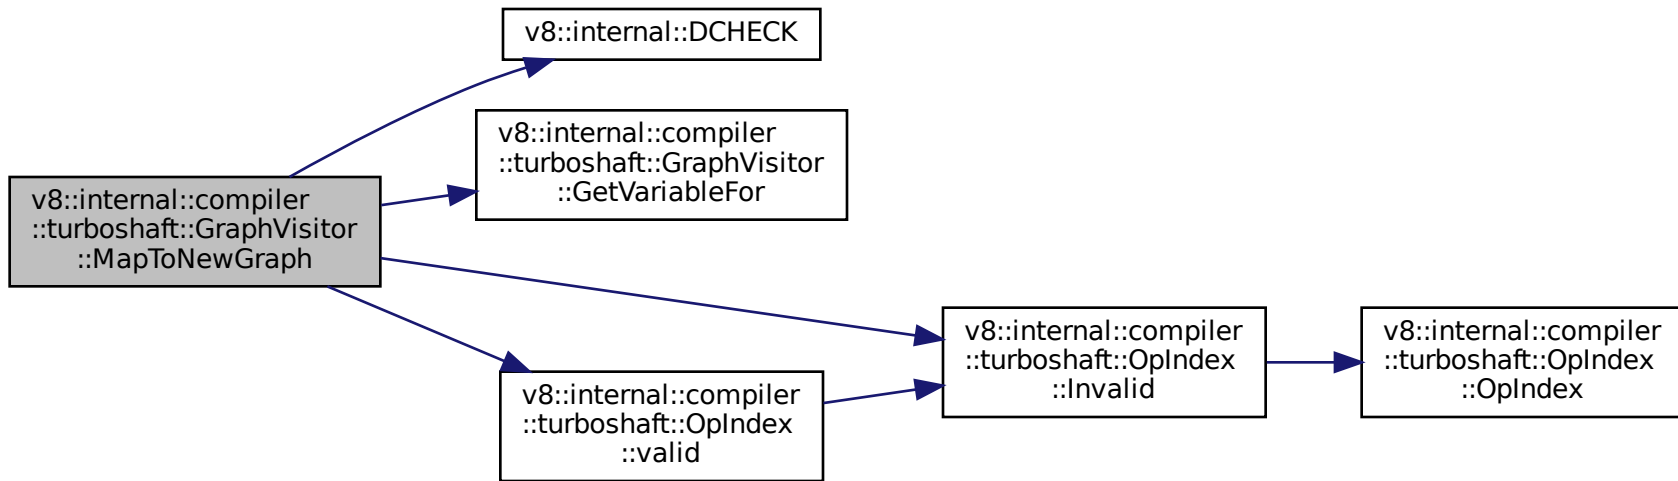 v8::internal::DCHECK
v8::internal::compiler
::turboshaft::GraphVisitor
::GetVariableFor
v8::internal::compiler
::turboshaft::GraphVisitor
::MapToNewGraph
v8::internal::compiler
::turboshaft::OpIndex
::Invalid
v8::internal::compiler
::turboshaft::OpIndex
::OpIndex
v8::internal::compiler
::turboshaft::OpIndex
::valid